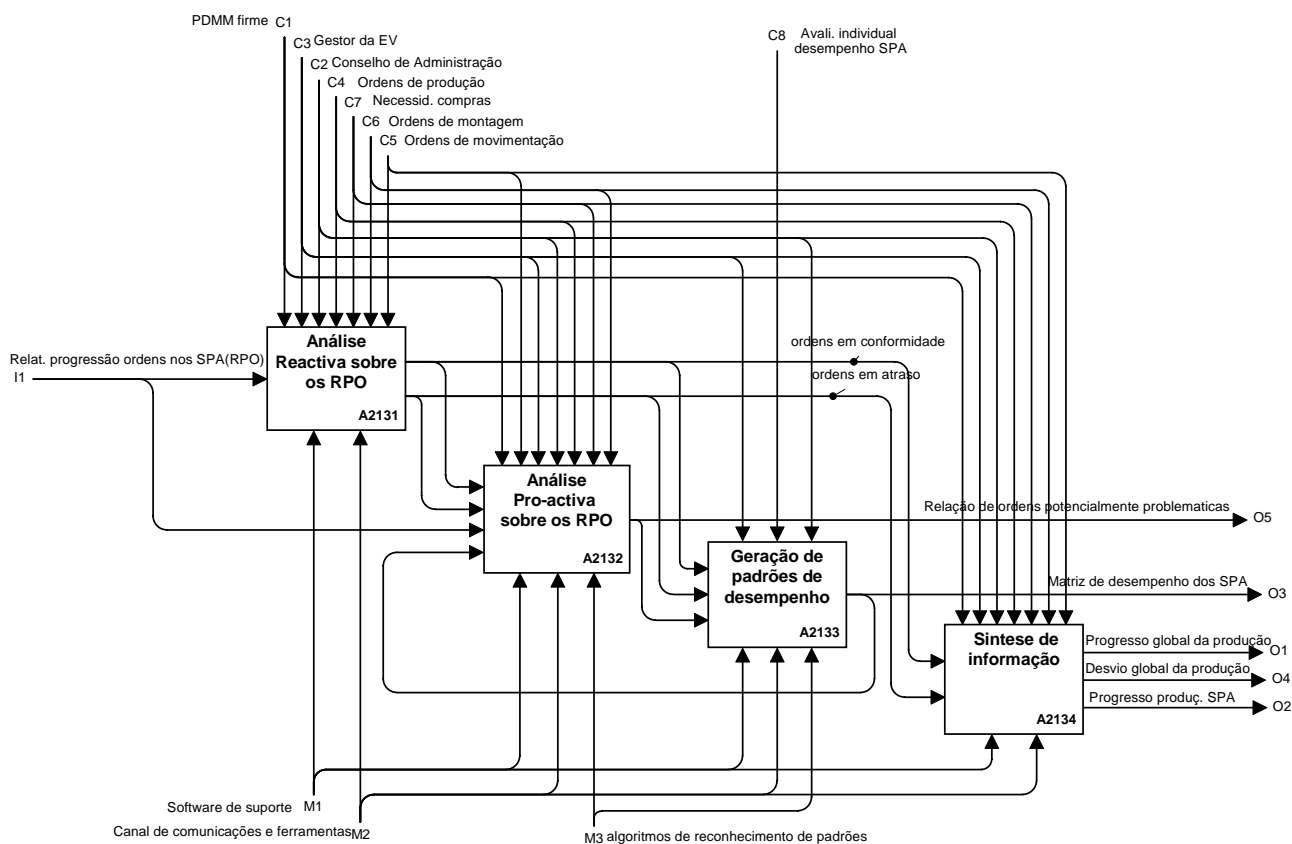 PDMM firme C1
C3 Gestor da EV
C2 Conselho de Administração
C4 Ordens de produção
C7 Necessid. compras
C6 Ordens de montagem
C5 Ordens de movimentação
C8 Avali. individual
desempenho SPA
Relat. progressão ordens nos SPA(RPO)
I1
Análise
Reactiva sobre
os RPO
A2131
ordens em conformidade
ordens em atraso
Análise
Pro-activa
sobre os RPO
A2132
Relação de ordens potencialmente problematicas O5
Geração de
padrões de
desempenho
A2133
Matriz de desempenho dos SPA O3
Sintese de
informação
A2134
Progresso global da produção O1
Desvio global da produção O4
Progresso produç. SPA O2
Software de suporte M1
Canal de comunicações e ferramentas M2
M3 algoritmos de reconhecimento de padrões